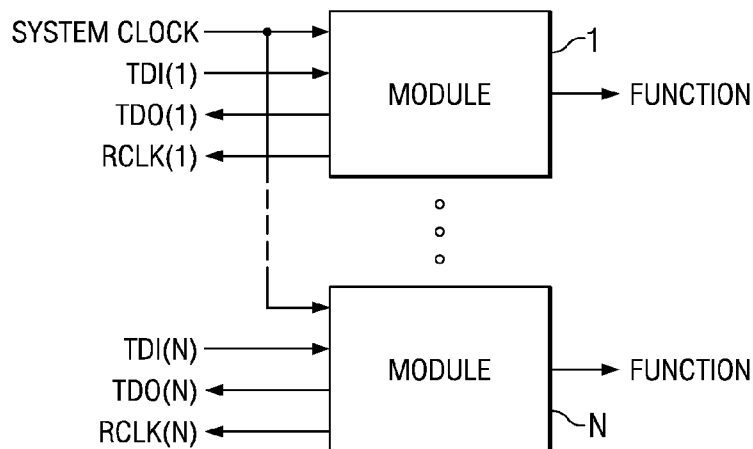 SYSTEM CLOCK
1
TDI(1)
MODULE
FUNCTION
TDO(1)
RCLK(1)
TDI(N)
MODULE
FUNCTION
TDO(N)
N
RCLK(N)